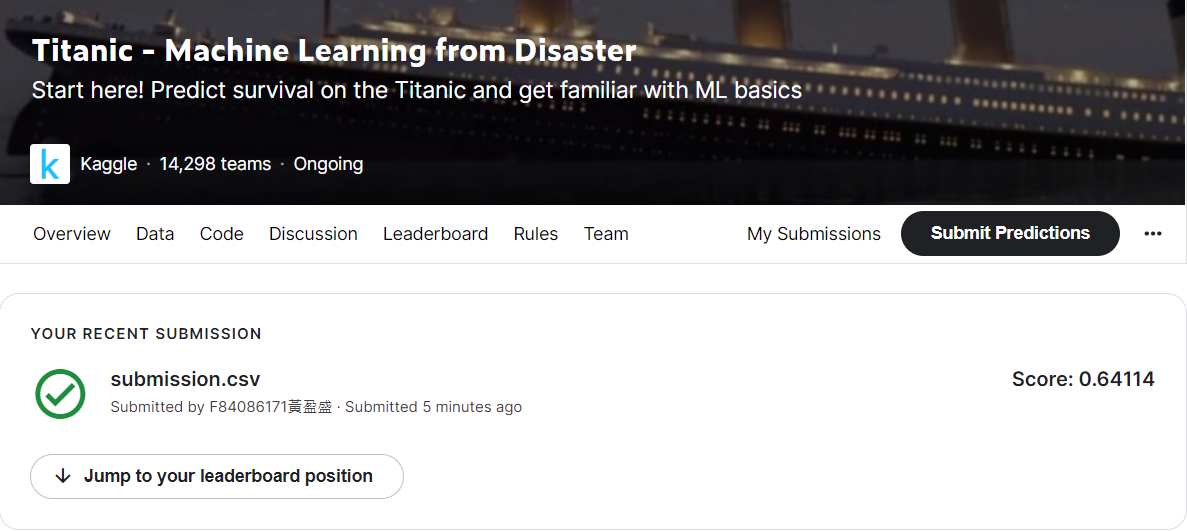 Titanic - Machine Learning from Disaster
Start here! Predict survival on the Titanic and get familiar with ML basics
k Kaggle · 14,298 teams · Ongoing
Overview Data Code Discussion Leaderboard Rules Team My Submissions Submit Predictions ···
YOUR RECENT SUBMISSION
submission.csv Score: 0.64114
Submitted by F84086171黃盈盛 · Submitted 5 minutes ago
Jump to your leaderboard position